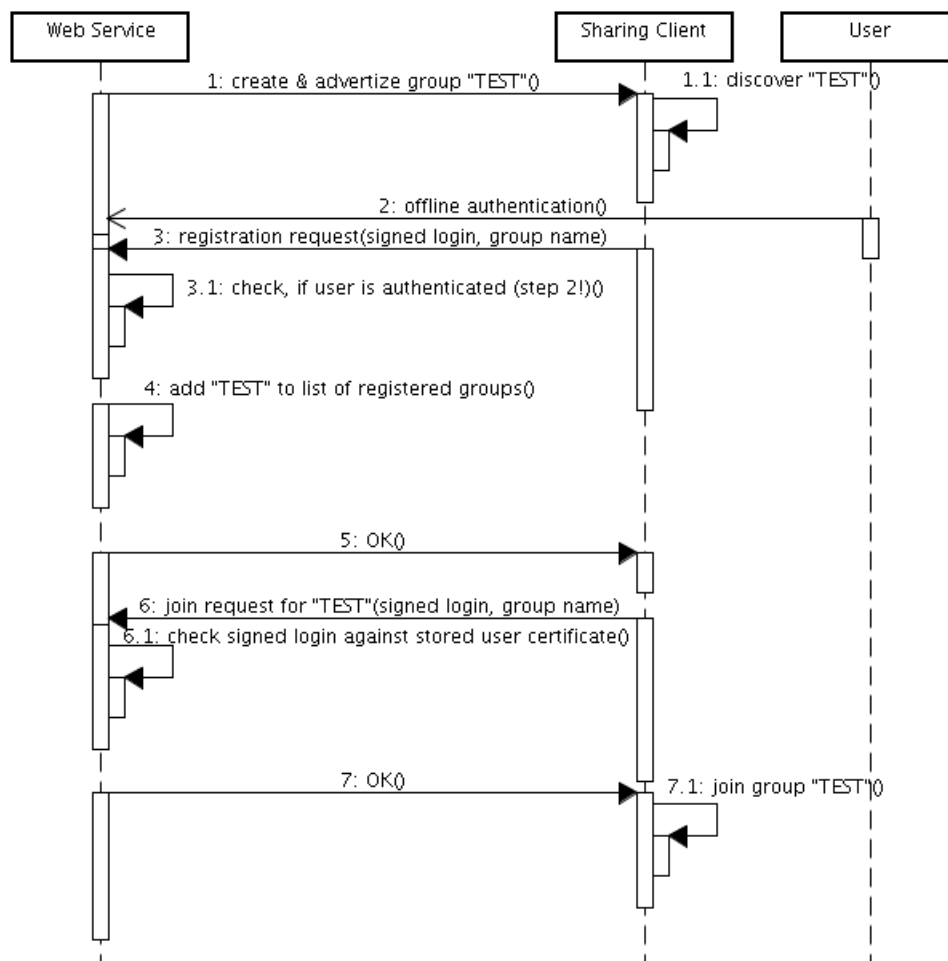 Web Service
Sharing Client
User
1: create & advertize group "TEST"()
1.1: discover "TEST"()
2: offline authentication()
3: registration request(signed login, group name)
3.1: check, if user is authenticated (step 2!)()
4: add "TEST" to list of registered groups()
5: OK()
6: join request for "TEST"(signed login, group name)
6.1: check signed login against stored user certificate()
7: OK()
7.1: join group "TEST"()